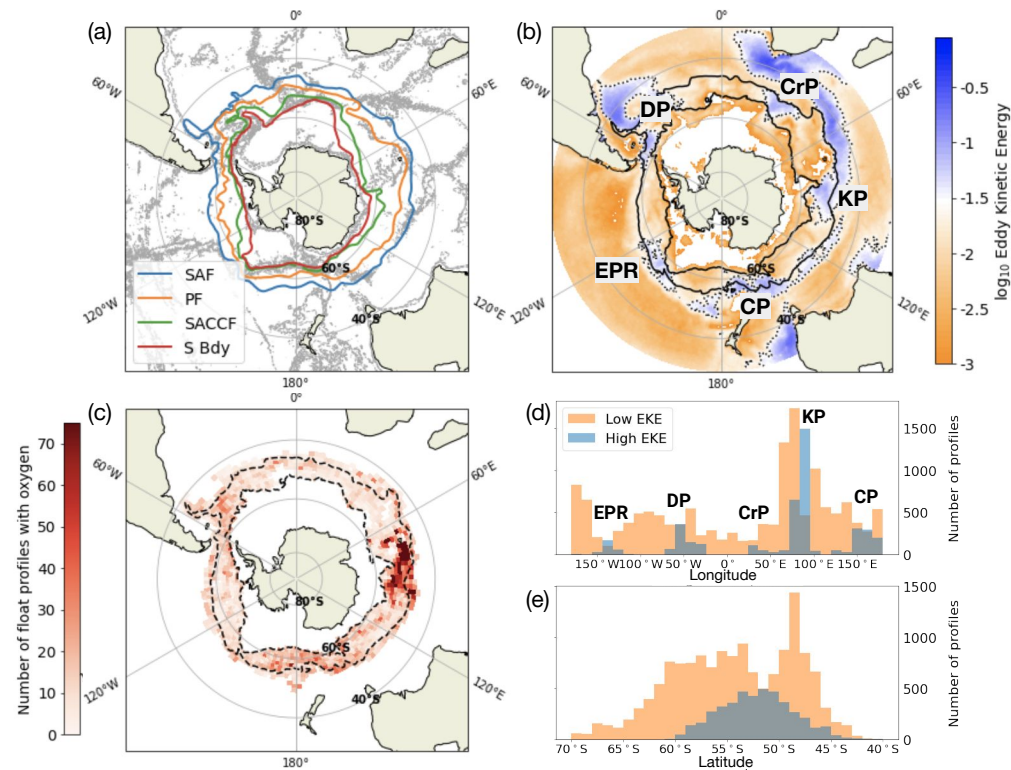 (a)
0°
60°W
60°E
80°S
60°S
40°S
120°W
120°E
180°
SAF
PF
SACCF
S Bdy
(b)
0°
60°W
60°E
DP
CrP
KP
EPR
CP
80°S
60°S
40°S
120°W
120°E
180°
-0.5
-1
-1.5
-2
-2.5
-3
log10 Eddy Kinetic Energy
(c)
0°
60°W
60°E
80°S
60°S
40°S
120°W
120°E
180°
70
60
50
40
30
20
10
0
Number of float profiles with oxygen
(d)
Low EKE
High EKE
EPR
DP
CrP
KP
CP
1500
1000
500
0
Number of profiles
150°W
100°W
50°W
0°
50°E
100°E
150°E
Longitude
(e)
1500
1000
500
0
Number of profiles
70°S
65°S
60°S
55°S
50°S
45°S
40°S
Latitude